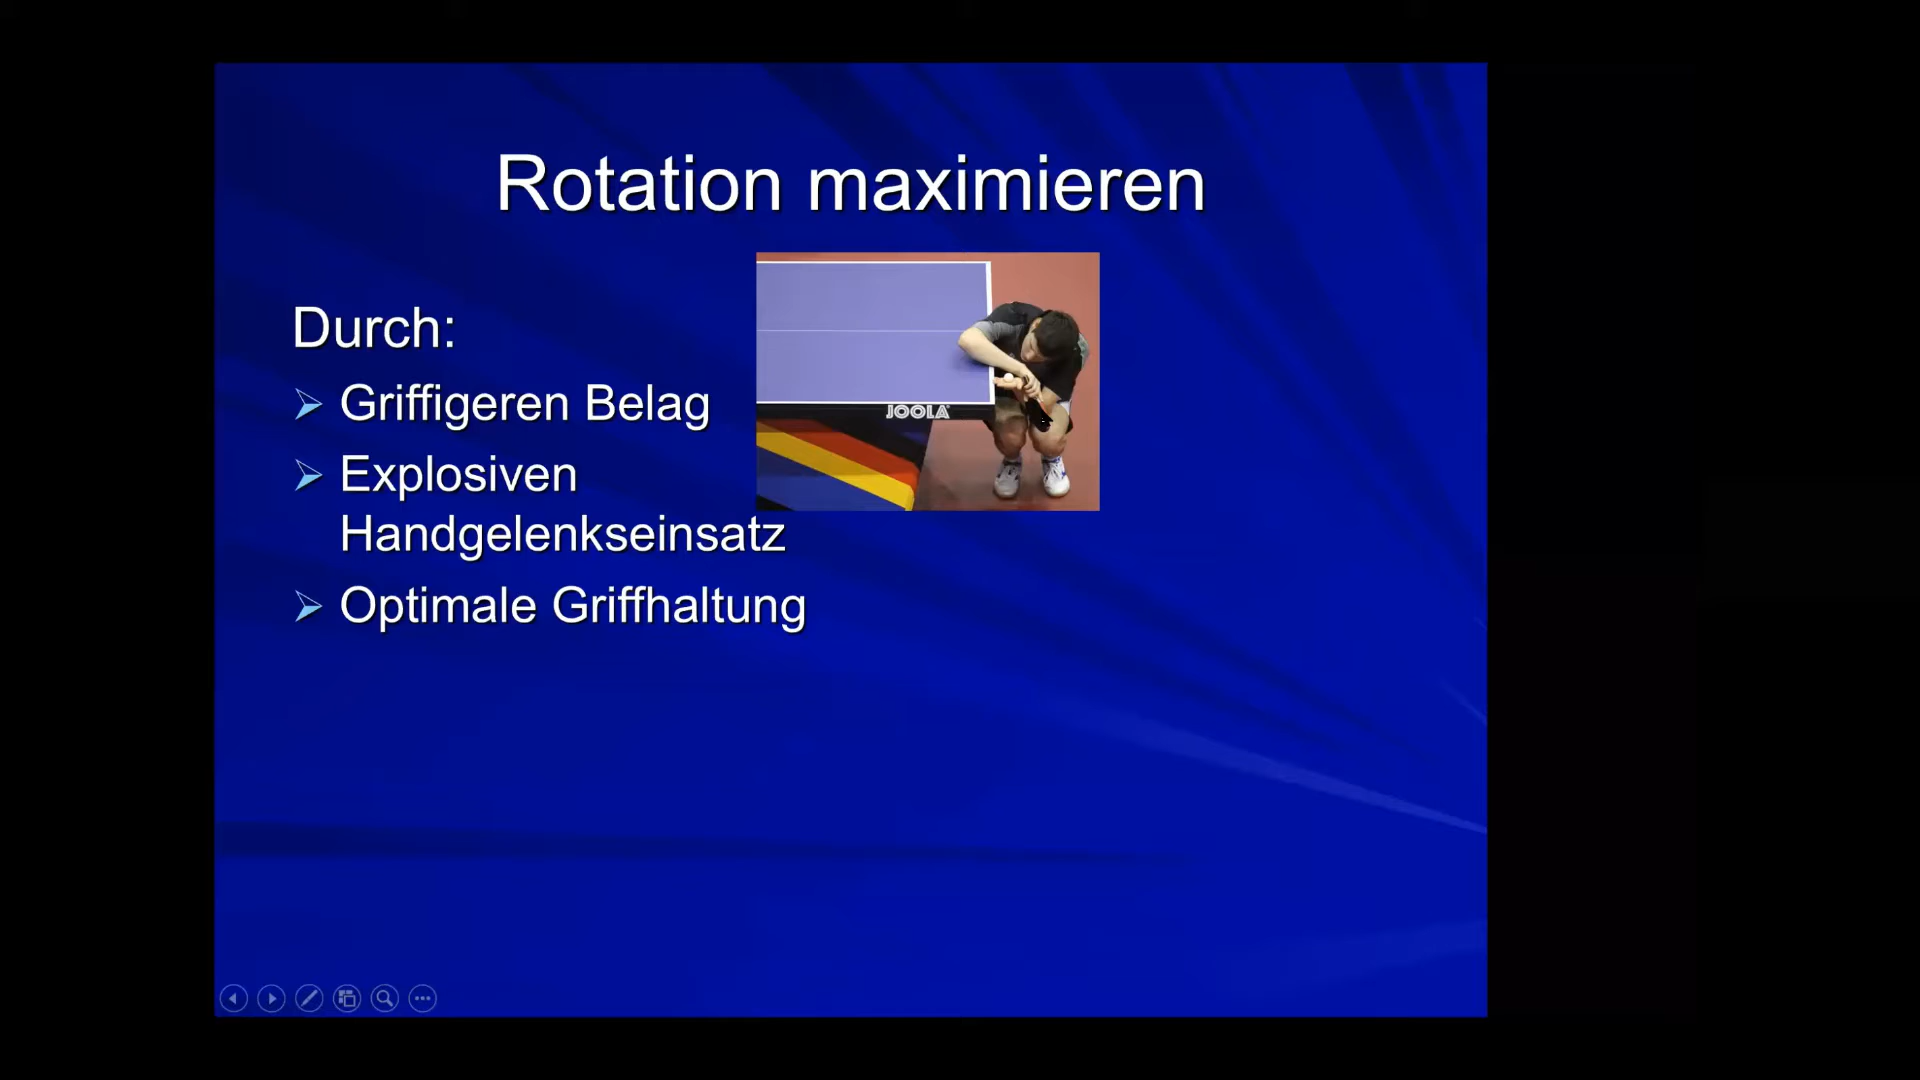 Rotation maximieren
Durch:
Griffigeren Belag
Explosiven
Handgelenkseinsatz
Optimale Griffhaltung
JOOLA